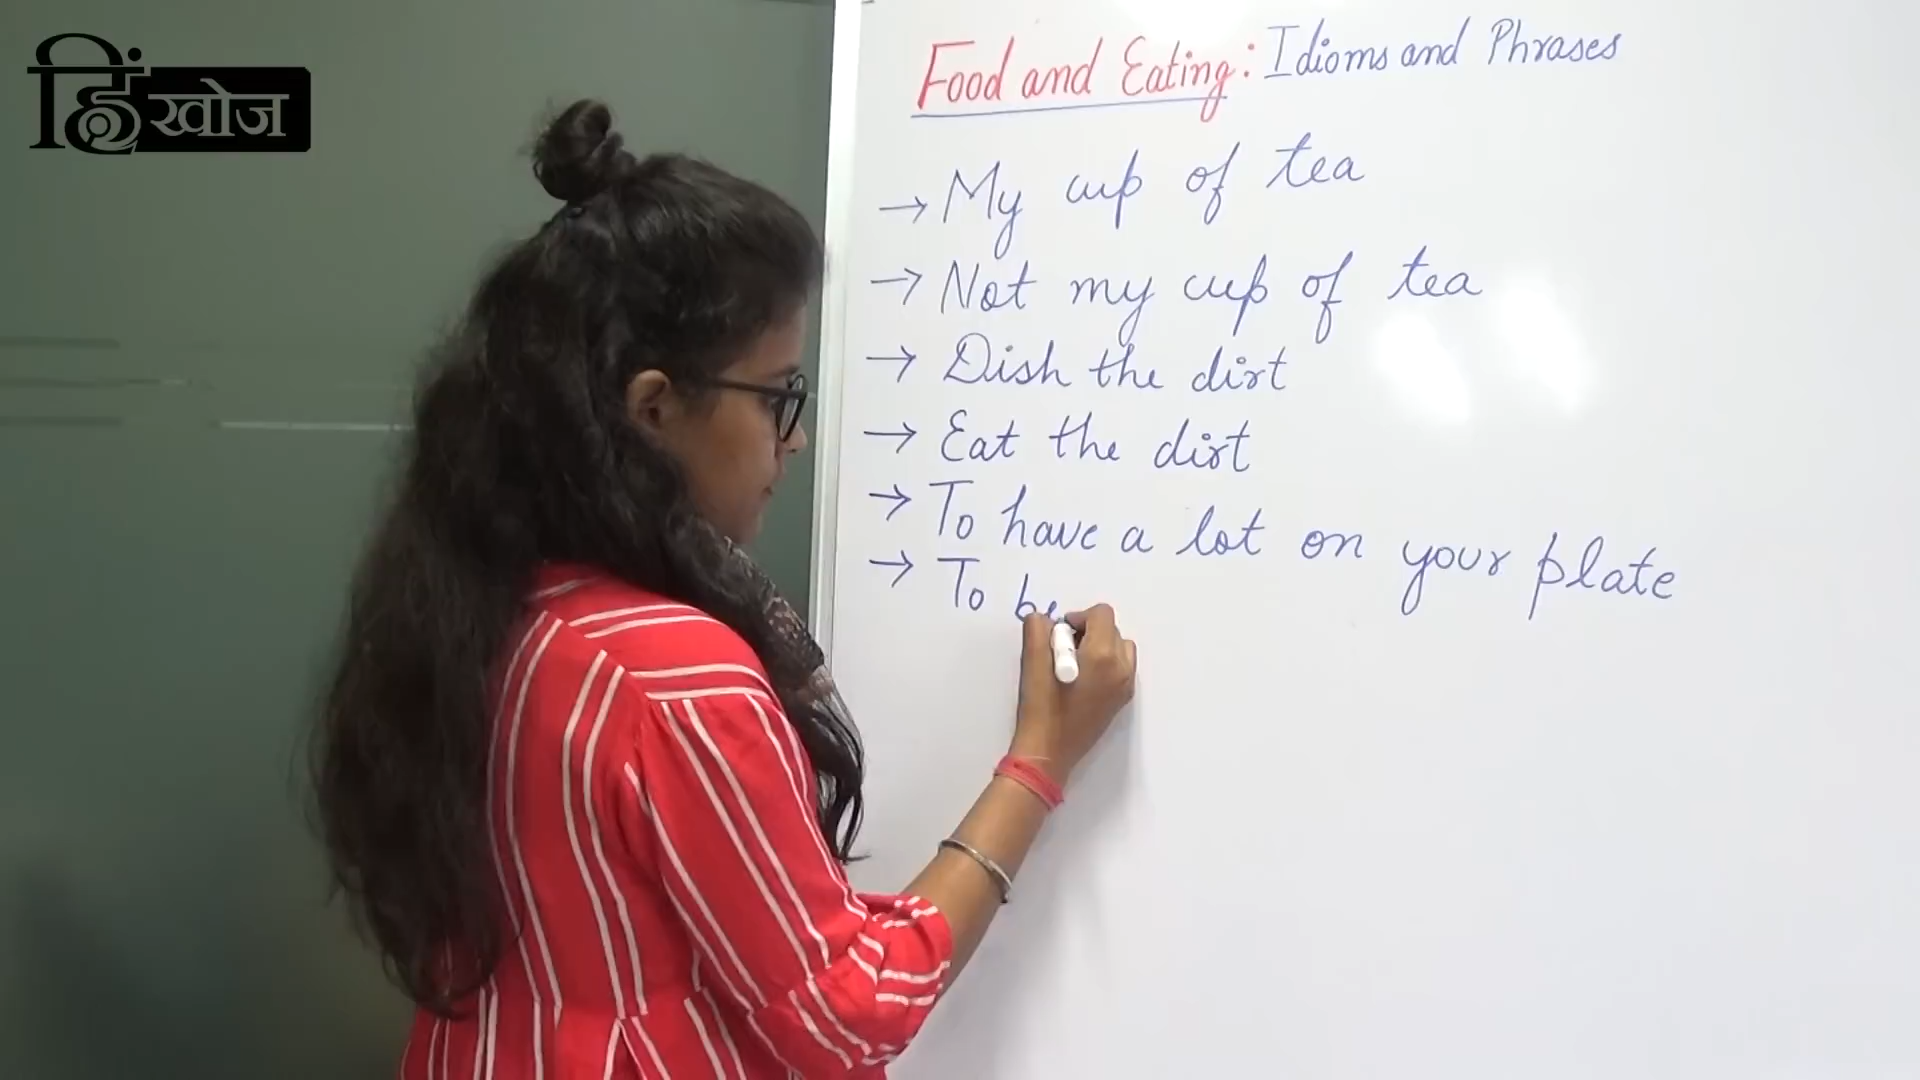 हिंखोज
Food and Eating: Idioms and Phrases
→ My cup of tea
→ Not my cup of tea
→ Dish the dirt
→ Eat the dirt
→ To have a lot on your plate
→ To be